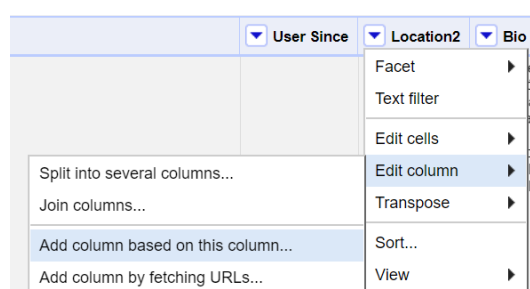 User Since
Location2
Bio
Facet
Text filter
Edit cells
Edit column
Transpose
Sort...
View
Split into several columns...
Join columns...
Add column based on this column...
Add column by fetching URLs...